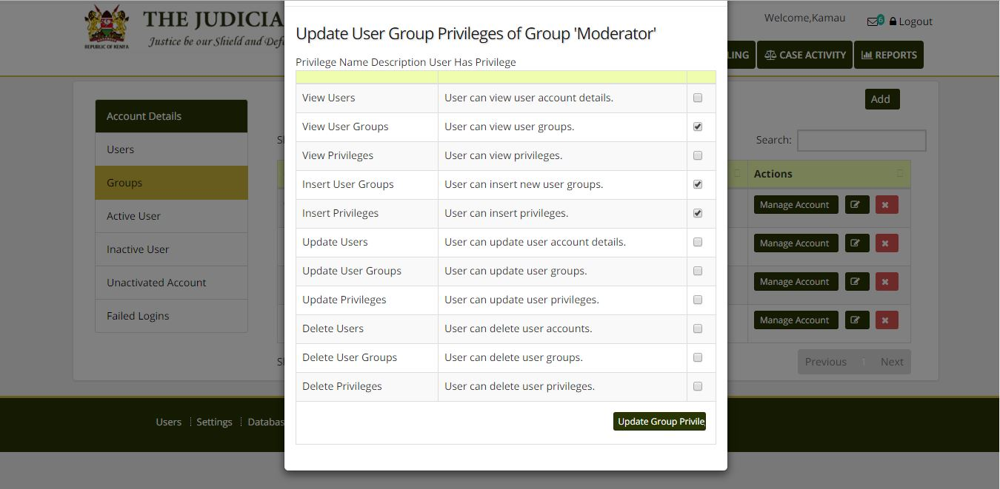 THE JUDICIA
Justice be our Shield and Defe
REPUBLIC OF KENYA
Welcome,Kamau
6
Logout
LING
CASE ACTIVITY
REPORTS
Account Details
Users
Groups
Active User
Inactive User
Unactivated Account
Failed Logins
Update User Group Privileges of Group 'Moderator'
Privilege Name Description User Has Privilege
View Users User can view user account details.
View User Groups User can view user groups.
View Privileges User can view privileges.
Insert User Groups User can insert new user groups.
Insert Privileges User can insert privileges.
Update Users User can update user account details.
Update User Groups User can update user groups.
Update Privileges User can update user privileges.
Delete Users User can delete user accounts.
Delete User Groups User can delete user groups.
Delete Privileges User can delete user privileges.
Update Group Privile
Add
Search:
Actions
Manage Account
Manage Account
Manage Account
Manage Account
Previous 1 Next
Users Settings Databas